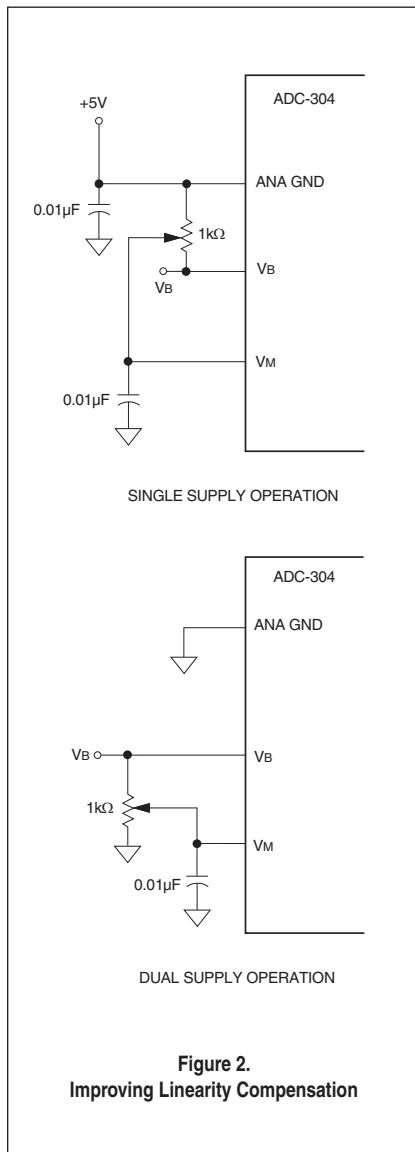 ADC-304
+5V
ANA GND
0.01µF
1kΩ
VB
VB
VM
0.01µF
SINGLE SUPPLY OPERATION
ADC-304
ANA GND
VB
VB
1kΩ
VM
0.01µF
DUAL SUPPLY OPERATION
Figure 2.
Improving Linearity Compensation